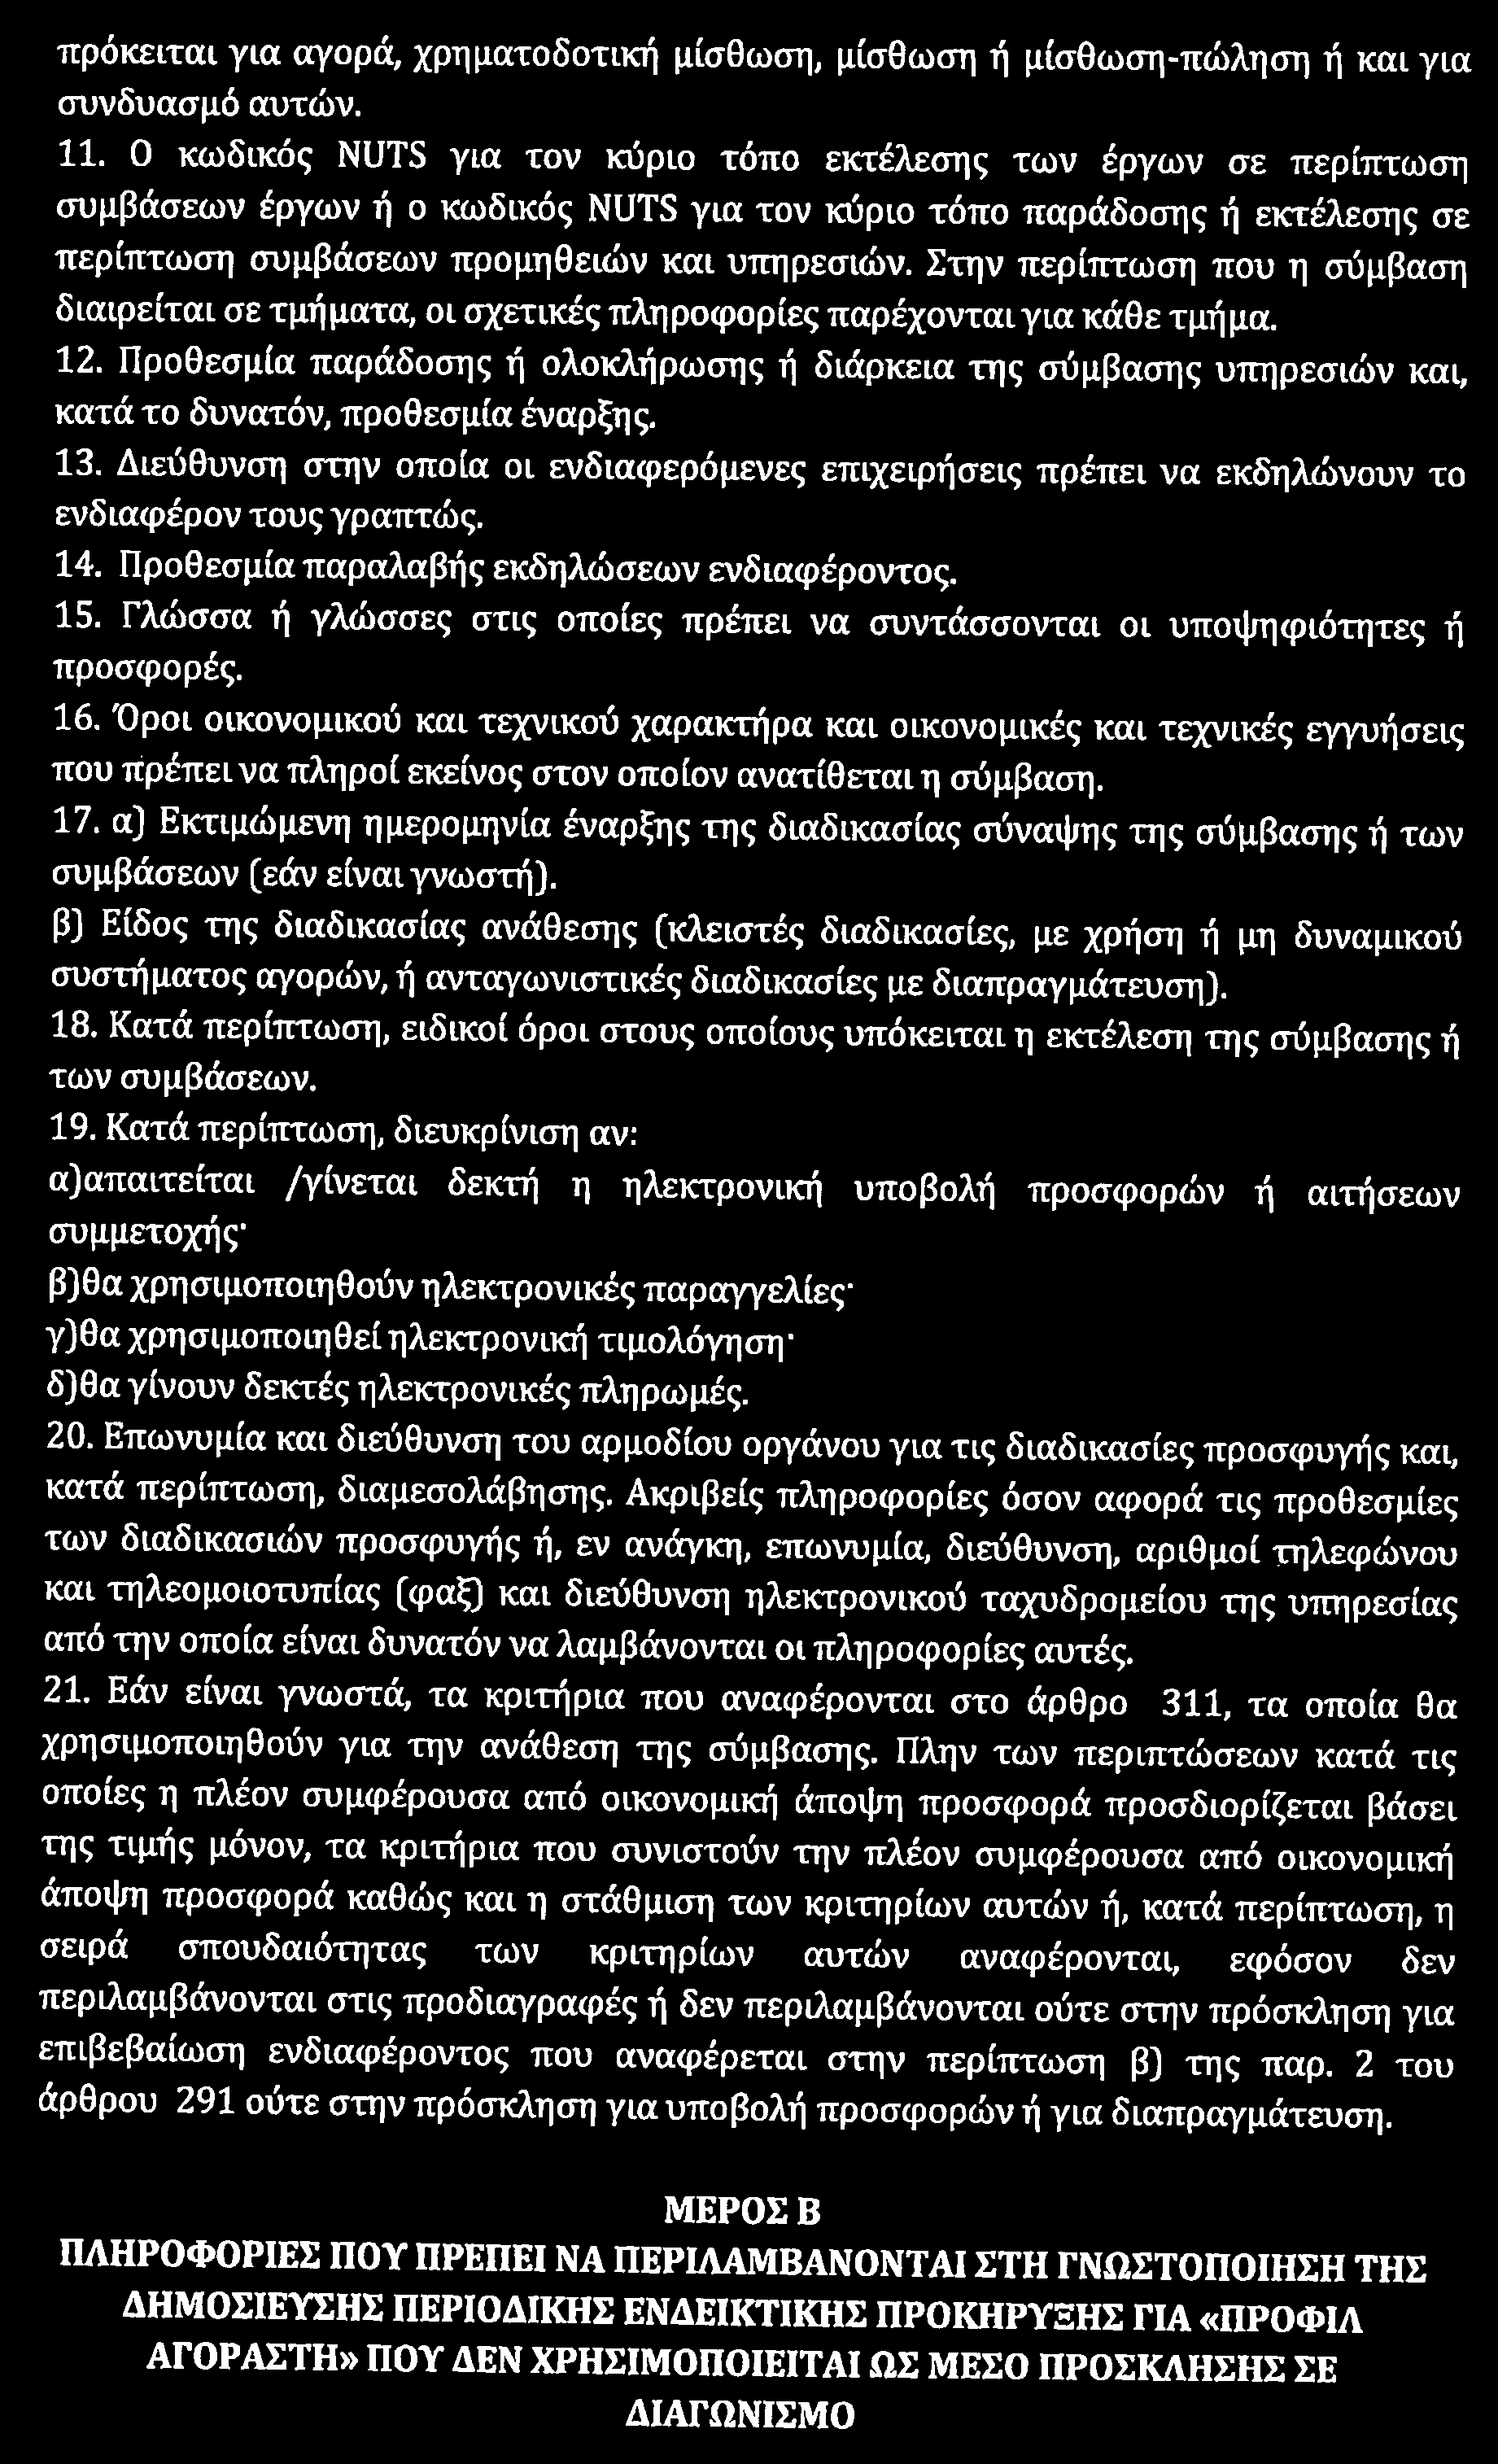 πρόκειται για αγορά, χρηματοδοτική μίσθωση, μίσθωση ή μίσθωση-πώληση ή και για
συνδυασμό αυτών.
11. Ο κωδικός NUTS για τον κύριο τόπο εκτέλεσης των έργων σε περίπτωση
συμβάσεων έργων ή ο κωδικός NUTS για τον κύριο τόπο παράδοσης ή εκτέλεσης σε
περίπτωση συμβάσεων προμηθειών και υπηρεσιών. Στην περίπτωση που η σύμβαση
διαιρείται σε τμήματα, οι σχετικές πληροφορίες παρέχονται για κάθε τμήμα.
12. Προθεσμία παράδοσης ή ολοκλήρωσης ή διάρκεια της σύμβασης υπηρεσιών και,
κατά το δυνατόν, προθεσμία έναρξης.
13. Διεύθυνση στην οποία οι ενδιαφερόμενες επιχειρήσεις πρέπει να εκδηλώνουν το
ενδιαφέρον τους γραπτώς.
14. Προθεσμία παραλαβής εκδηλώσεων ενδιαφέροντος.
15. Γλώσσα ή γλώσσες στις οποίες πρέπει να συντάσσονται οι υποψηφιότητες ή
προσφορές.
16. Όροι οικονομικού και τεχνικού χαρακτήρα και οικονομικές και τεχνικές εγγυήσεις
που πρέπει να πληροί εκείνος στον οποίον ανατίθεται η σύμβαση.
17. α) Εκτιμώμενη ημερομηνία έναρξης της διαδικασίας σύναψης της σύμβασης ή των
συμβάσεων (εάν είναι γνωστή).
β) Είδος της διαδικασίας ανάθεσης (κλειστές διαδικασίες, με χρήση ή μη δυναμικού
συστήματος αγορών, ή ανταγωνιστικές διαδικασίες με διαπραγμάτευση).
18. Κατά περίπτωση, ειδικοί όροι στους οποίους υπόκειται η εκτέλεση της σύμβασης ή
των συμβάσεων.
19. Κατά περίπτωση, διευκρίνιση αν:
α)απαιτείται /γίνεται δεκτή η ηλεκτρονική υποβολή προσφορών ή αιτήσεων
συμμετοχής·
β)θα χρησιμοποιηθούν ηλεκτρονικές παραγγελίες·
γ)θα χρησιμοποιηθεί ηλεκτρονική τιμολόγηση·
δ)θα γίνουν δεκτές ηλεκτρονικές πληρωμές.
20. Επωνυμία και διεύθυνση του αρμοδίου οργάνου για τις διαδικασίες προσφυγής και,
κατά περίπτωση, διαμεσολάβησης. Ακριβείς πληροφορίες όσον αφορά τις προθεσμίες
των διαδικασιών προσφυγής ή, εν ανάγκη, επωνυμία, διεύθυνση, αριθμοί τηλεφώνου
και τηλεομοιοτυπίας (φαξ) και διεύθυνση ηλεκτρονικού ταχυδρομείου της υπηρεσίας
από την οποία είναι δυνατόν να λαμβάνονται οι πληροφορίες αυτές.
21. Εάν είναι γνωστά, τα κριτήρια που αναφέρονται στο άρθρο 311, τα οποία θα
χρησιμοποιηθούν για την ανάθεση της σύμβασης. Πλην των περιπτώσεων κατά τις
οποίες η πλέον συμφέρουσα από οικονομική άποψη προσφορά προσδιορίζεται βάσει
της τιμής μόνον, τα κριτήρια που συνιστούν την πλέον συμφέρουσα από οικονομική
άποψη προσφορά καθώς και η στάθμιση των κριτηρίων αυτών ή, κατά περίπτωση, η
σειρά σπουδαιότητας των κριτηρίων αυτών αναφέρονται, εφόσον δεν
περιλαμβάνονται στις προδιαγραφές ή δεν περιλαμβάνονται ούτε στην πρόσκληση για
επιβεβαίωση ενδιαφέροντος που αναφέρεται στην περίπτωση β) της παρ. 2 του
άρθρου 291 ούτε στην πρόσκληση για υποβολή προσφορών ή για διαπραγμάτευση.
ΜΕΡΟΣ Β
ΠΛΗΡΟΦΟΡΙΕΣ ΠΟΥ ΠΡΕΠΕΙ ΝΑ ΠΕΡΙΛΑΜΒΑΝΟΝΤΑΙ ΣΤΗ ΓΝΩΣΤΟΠΟΙΗΣΗ ΤΗΣ
ΔΗΜΟΣΙΕΥΣΗΣ ΠΕΡΙΟΔΙΚΗΣ ΕΝΔΕΙΚΤΙΚΗΣ ΠΡΟΚΗΡΥΞΗΣ ΓΙΑ «ΠΡΟΦΙΛ
ΑΓΟΡΑΣΤΗ» ΠΟΥ ΔΕΝ ΧΡΗΣΙΜΟΠΟΙΕΙΤΑΙ ΩΣ ΜΕΣΟ ΠΡΟΣΚΛΗΣΗΣ ΣΕ
ΔΙΑΓΩΝΙΣΜΟ